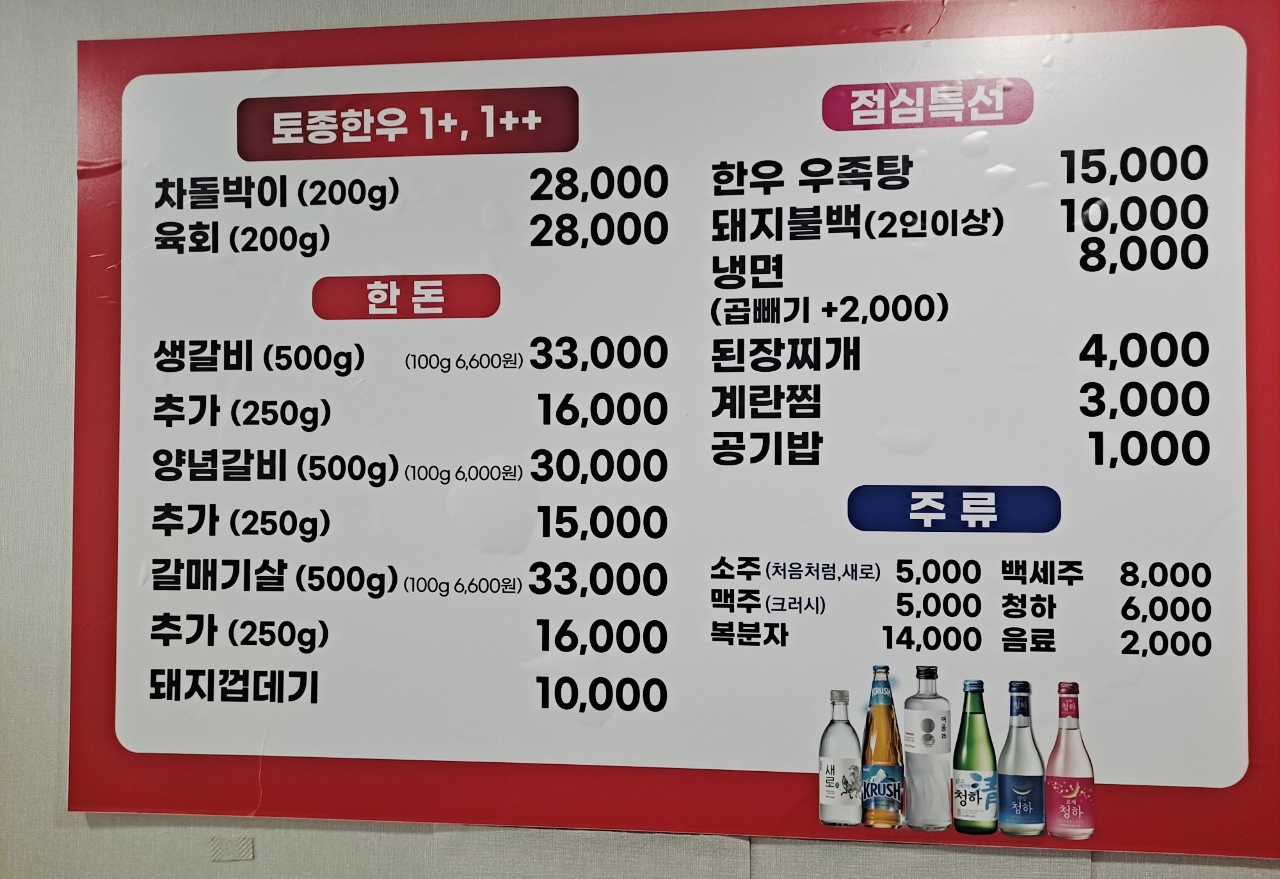 토종한우 1+, 1++
차돌박이 (200g) 28,000
육회 (200g) 28,000
한돈
생갈비 (500g) (100g 6,600원) 33,000
추가 (250g) 16,000
양념갈비 (500g) (100g 6,000원) 30,000
추가 (250g) 15,000
갈매기살 (500g) (100g 6,600원) 33,000
추가 (250g) 16,000
돼지껍데기 10,000
점심특선
한우 우족탕 15,000
돼지불백(2인이상) 10,000
냉면 8,000
(곱빼기 +2,000)
된장찌개 4,000
계란찜 3,000
공기밥 1,000
주류
소주 (처음처럼,새로) 5,000 백세주 8,000
맥주 (크러시) 5,000 청하 6,000
복분자 14,000 음료 2,000
새로
KRUSH
KRUSH
여울
25
청하
清
청하
청하
청하
청하